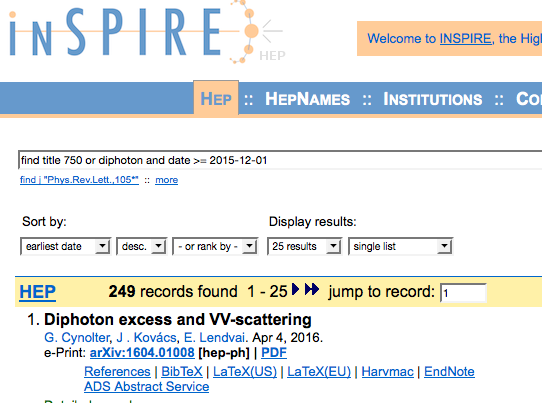 iNSPIRE
HEP
Welcome to INSPIRE, the Hig
HEP :: HEPNAMES :: INSTITUTIONS :: CO
find title 750 or diphoton and date >= 2015-12-01
find j "Phys.Rev.Lett.,105*" :: more
Sort by: Display results:
earliest date desc. - or rank by - 25 results single list
HEP 249 records found 1 - 25 jump to record: 1
1. Diphoton excess and VV-scattering
G. Cynolter, J . Kovács, E. Lendvai. Apr 4, 2016.
e-Print: arXiv:1604.01008 [hep-ph] | PDF
References | BibTeX | LaTeX(US) | LaTeX(EU) | Harvmac | EndNote
ADS Abstract Service